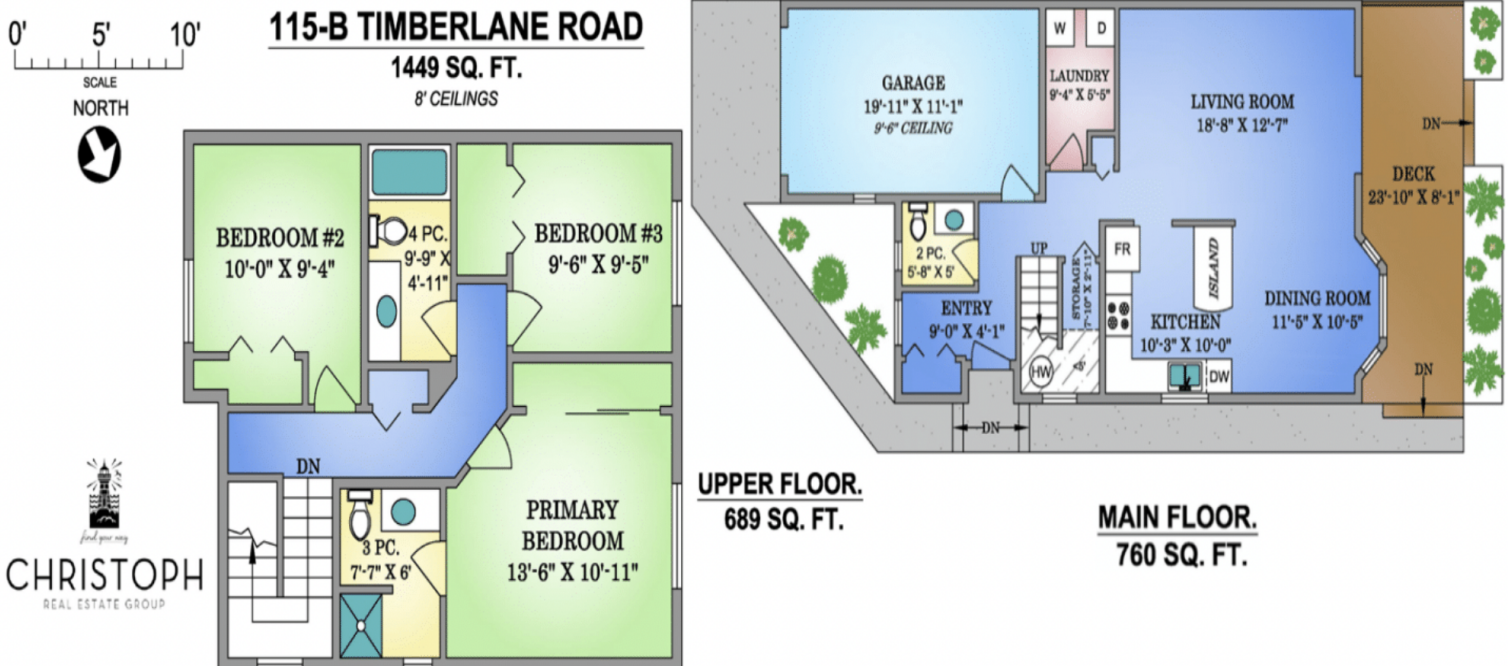 0' 5' 10'
SCALE
NORTH
115-B TIMBERLANE ROAD
1449 SQ. FT.
8' CEILINGS
BEDROOM #2
10'-0" X 9'-4"
4 PC.
9'-9" X
4'-11"
BEDROOM #3
9'-6" X 9'-5"
DN
3 PC.
7'-7" X 6'
PRIMARY
BEDROOM
13'-6" X 10'-11"
find your way
CHRISTOPH
REAL ESTATE GROUP
UPPER FLOOR.
689 SQ. FT.
GARAGE
19'-11" X 11'-1"
9'-6" CEILING
W D
LAUNDRY
9'-4" X 5'-5"
LIVING ROOM
18'-8" X 12'-7"
DN
DECK
23'-10" X 8'-1"
2 PC.
5'-8" X 5'
UP
STORAGE
7'-10" X 2'-11"
FR
ISLAND
ENTRY
9'-0" X 4'-1"
KITCHEN
10'-3" X 10'-0"
DINING ROOM
11'-5" X 10'-5"
HW
<5'
DW
DN
DN
MAIN FLOOR.
760 SQ. FT.